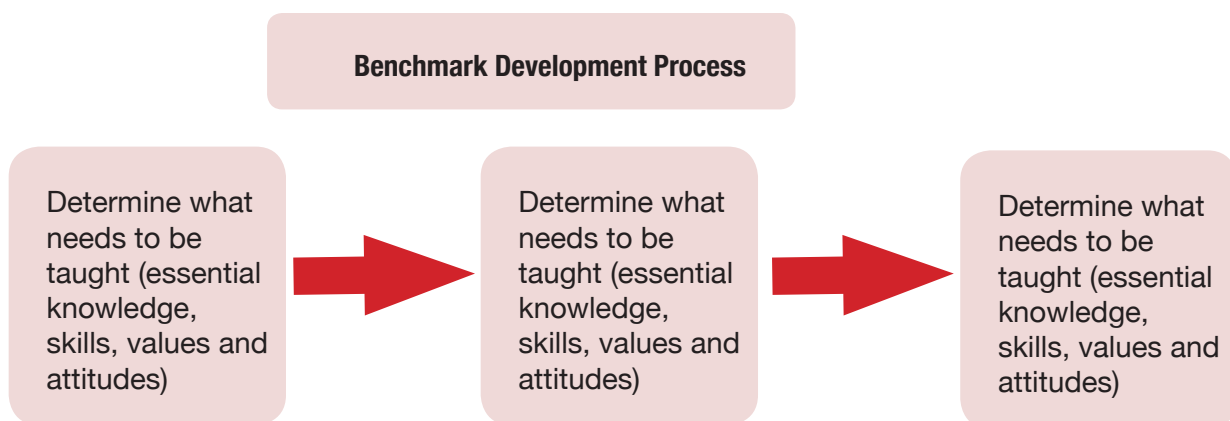 Benchmark Development Process
Determine what
needs to be
taught (essential
knowledge,
skills, values and
attitudes)
Determine what
needs to be
taught (essential
knowledge,
skills, values and
attitudes)
Determine what
needs to be
taught (essential
knowledge,
skills, values and
attitudes)